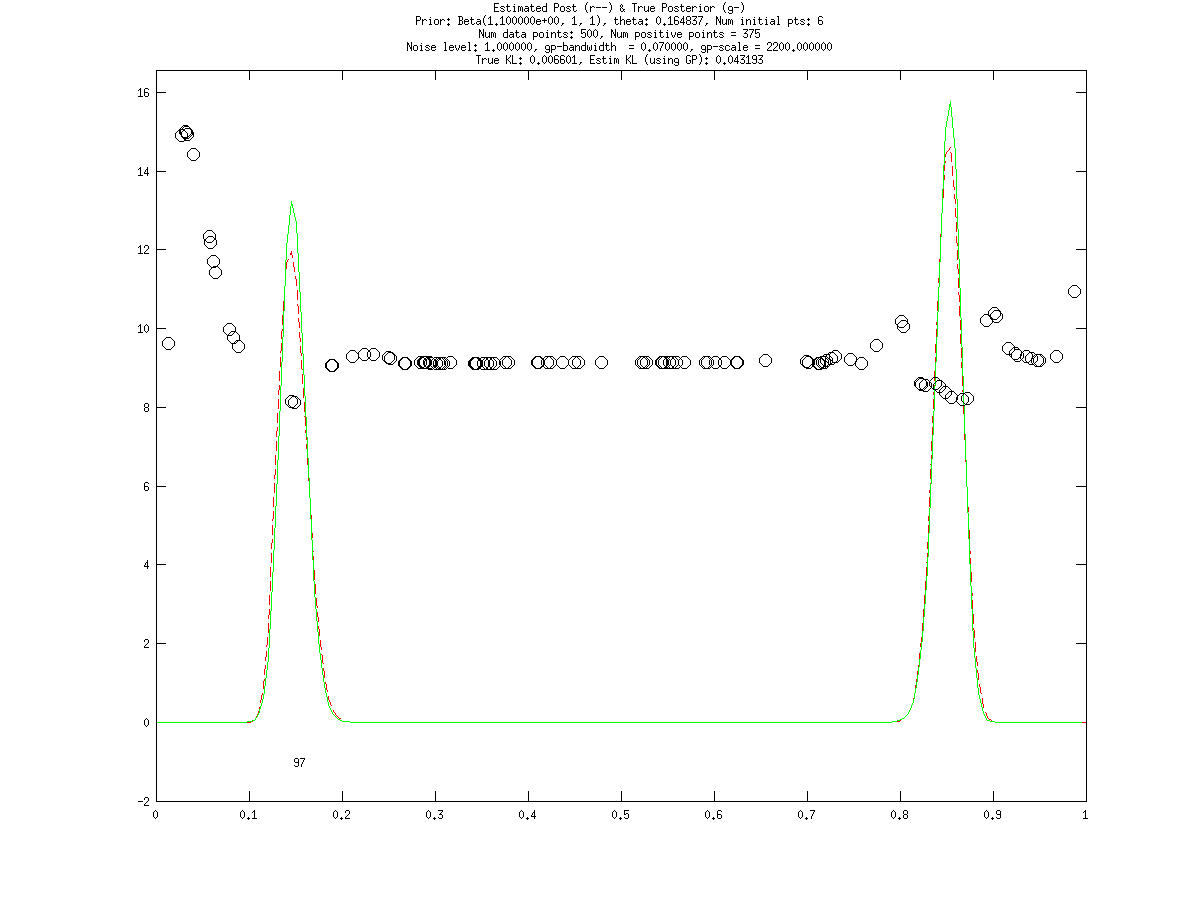 Estimated Post (r--) & True Posterior (g-)
Prior: Beta(1.100000e+00, 1, 1), theta: 0.164837, Num initial pts: 6
Num data points: 500, Num positive points = 375
Noise level: 1.000000, gp-bandwidth  = 0.070000, gp-scale = 2200.000000
True KL: 0.006601, Estim KL (using GP): 0.043193
16
14
12
10
8
6
4
2
0
97
-2
0 0.1 0.2 0.3 0.4 0.5 0.6 0.7 0.8 0.9 1